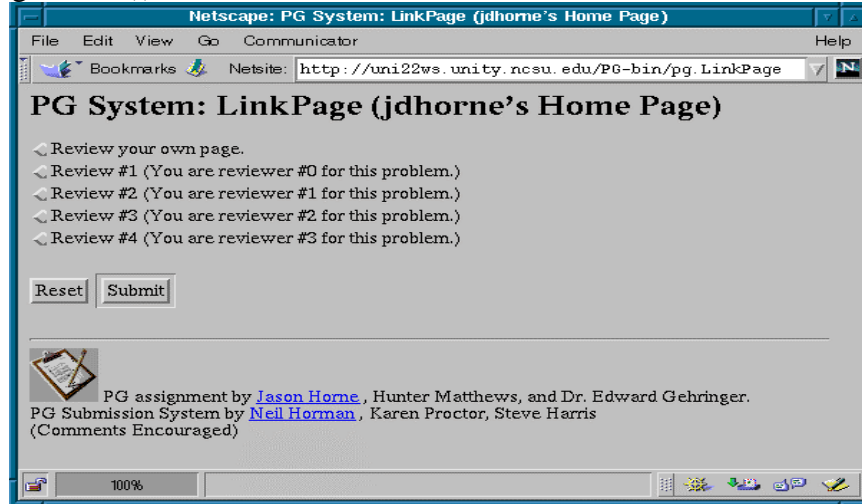 Netscape: PG System: LinkPage (jdhorne's Home Page)
File Edit View Go Communicator Help
Bookmarks Netsite: http://uni22ws.unity.ncsu.edu/PG-bin/pg.LinkPage N
PG System: LinkPage (jdhorne's Home Page)
Review your own page.
Review #1 (You are reviewer #0 for this problem.)
Review #2 (You are reviewer #1 for this problem.)
Review #3 (You are reviewer #2 for this problem.)
Review #4 (You are reviewer #3 for this problem.)
Reset Submit
PG assignment by Jason Horne , Hunter Matthews, and Dr. Edward Gehringer.
PG Submission System by Neil Horman , Karen Proctor, Steve Harris
(Comments Encouraged)
100%